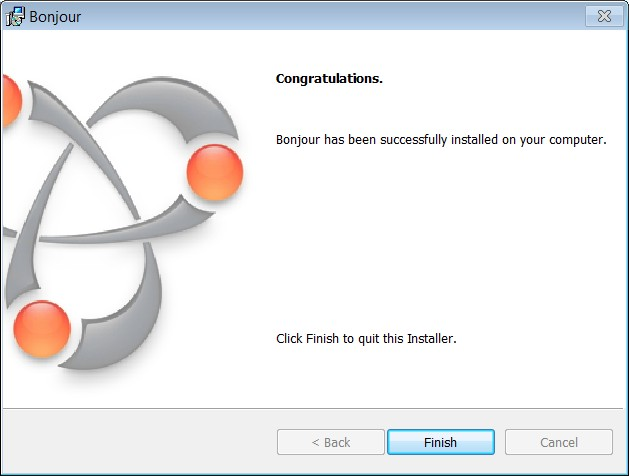 Bonjour
Congratulations.
Bonjour has been successfully installed on your computer.
Click Finish to quit this Installer.
< Back
Finish
Cancel